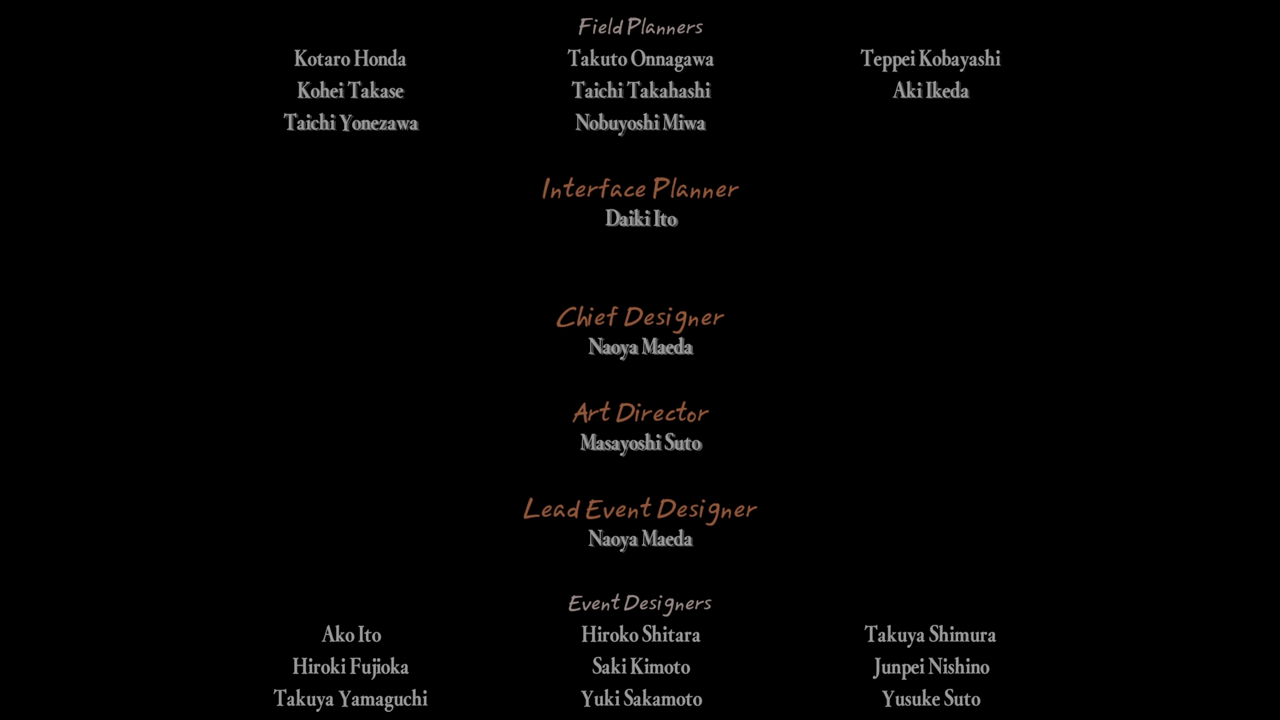 Field Planners
Kotaro Honda Takuto Onnagawa Teppei Kobayashi
Kohei Takase Taichi Takahashi Aki Ikeda
Taichi Yonezawa Nobuyoshi Miwa
Interface Planner
Daiki Ito
Chief Designer
Naoya Maeda
Art Director
Masayoshi Suto
Lead Event Designer
Naoya Maeda
Event Designers
Ako Ito Hiroko Shitara Takuya Shimura
Hiroki Fujioka Saki Kimoto Junpei Nishino
Takuya Yamaguchi Yuki Sakamoto Yusuke Suto